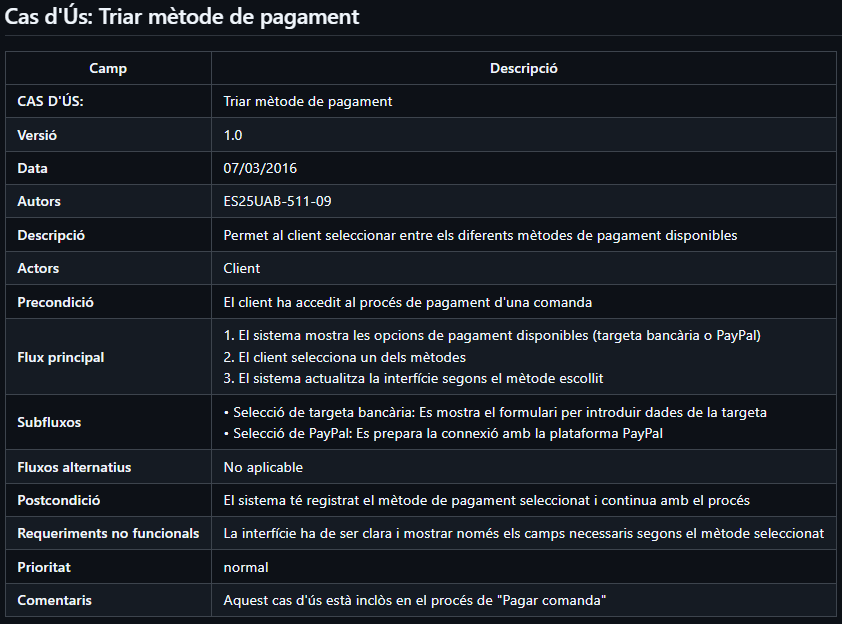 Cas d'Ús: Triar mètode de pagament
Camp Descripció
CAS D'ÚS: Triar mètode de pagament
Versió 1.0
Data 07/03/2016
Autors ES25UAB-511-09
Descripció Permet al client seleccionar entre els diferents mètodes de pagament disponibles
Actors Client
Precondició El client ha accedit al procés de pagament d'una comanda
Flux principal
1. El sistema mostra les opcions de pagament disponibles (targeta bancària o PayPal)
2. El client selecciona un dels mètodes
3. El sistema actualitza la interfície segons el mètode escollit
Subfluxos
• Selecció de targeta bancària: Es mostra el formulari per introduir dades de la targeta
• Selecció de PayPal: Es prepara la connexió amb la plataforma PayPal
Fluxos alternatius No aplicable
Postcondició El sistema té registrat el mètode de pagament seleccionat i continua amb el procés
Requeriments no funcionals La interfície ha de ser clara i mostrar només els camps necessaris segons el mètode seleccionat
Prioritat normal
Comentaris Aquest cas d'ús està inclòs en el procés de "Pagar comanda"